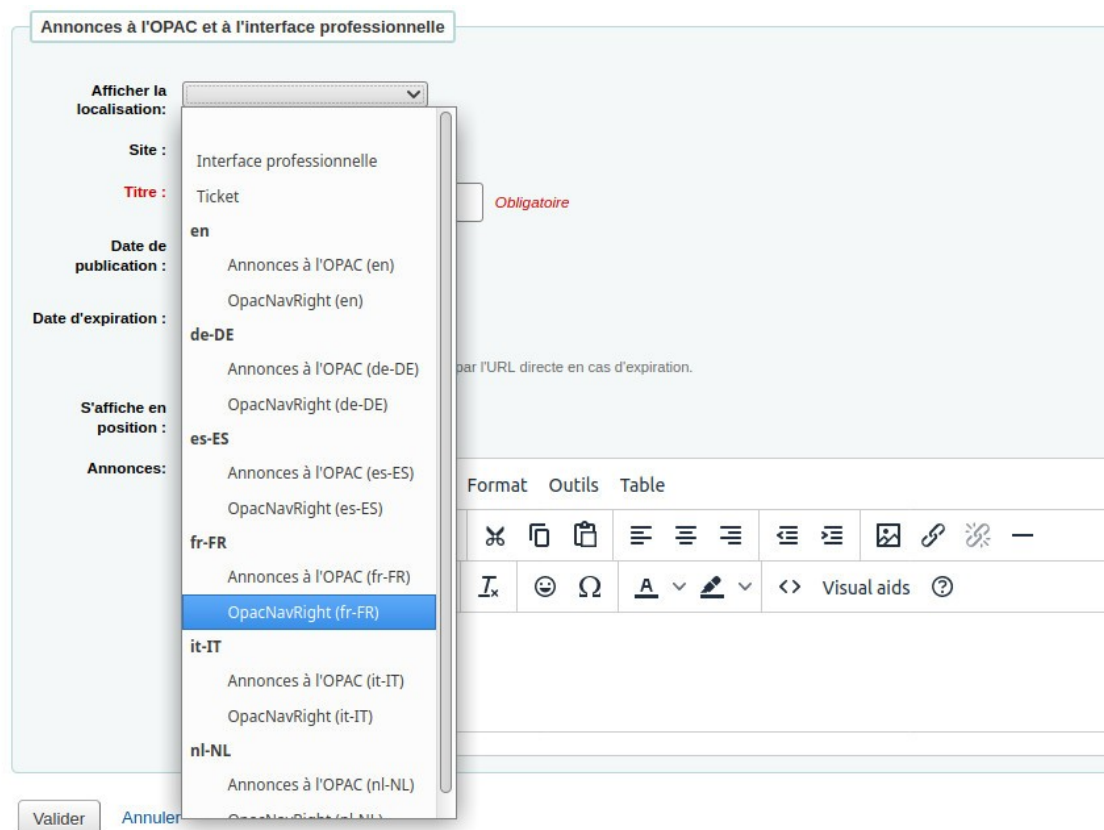 Annonces à l'OPAC et à l'interface professionnelle
Afficher la
localisation:
Site :
Titre :
Obligatoire
Date de
publication :
Date d'expiration :
par l'URL directe en cas d'expiration.
S'affiche en
position :
Annonces:
Interface professionnelle
Ticket
en
Annonces à l'OPAC (en)
OpacNavRight (en)
de-DE
Annonces à l'OPAC (de-DE)
OpacNavRight (de-DE)
es-ES
Annonces à l'OPAC (es-ES)
OpacNavRight (es-ES)
fr-FR
Annonces à l'OPAC (fr-FR)
OpacNavRight (fr-FR)
it-IT
Annonces à l'OPAC (it-IT)
OpacNavRight (it-IT)
nl-NL
Annonces à l'OPAC (nl-NL)
OpacNavRight (nl-NL)
Format Outils Table
Visual aids
Valider Annuler